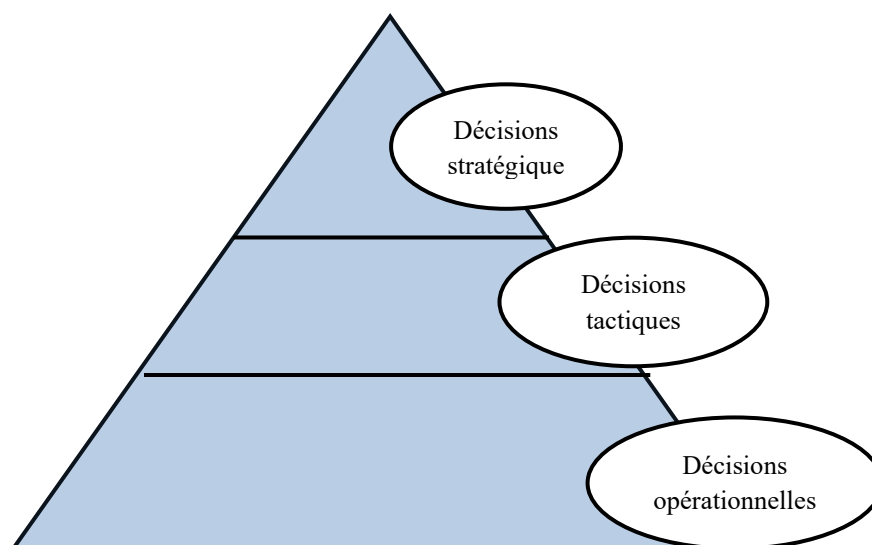 Décisions
stratégique
Décisions
tactiques
Décisions
opérationnelles